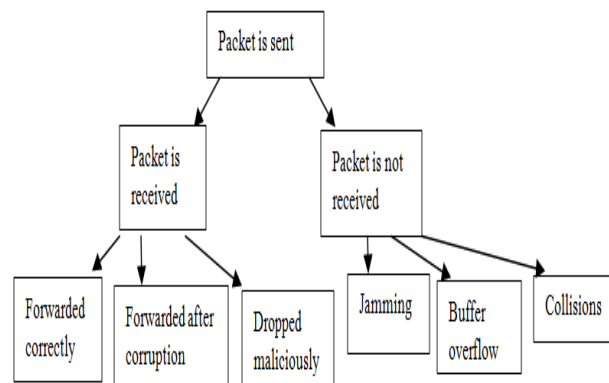 Packet is sent
Packet is
received
Packet is not
received
Forwarded
correctly
Forwarded after
corruption
Dropped
maliciously
Jamming
Buffer
overflow
Collisions